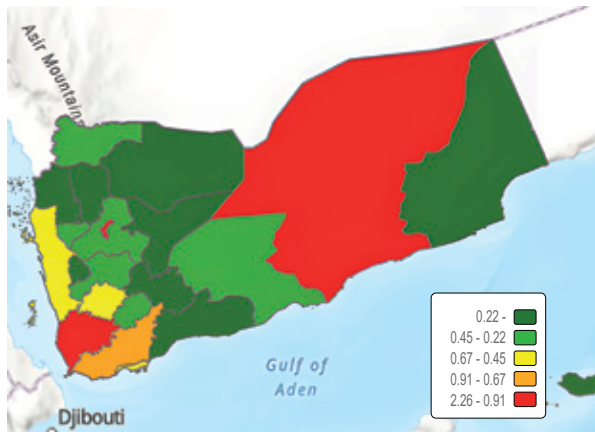 Asir Mountains
Gulf of
Aden
Djibouti
0.22 -
0.45 - 0.22
0.67 - 0.45
0.91 - 0.67
2.26 - 0.91